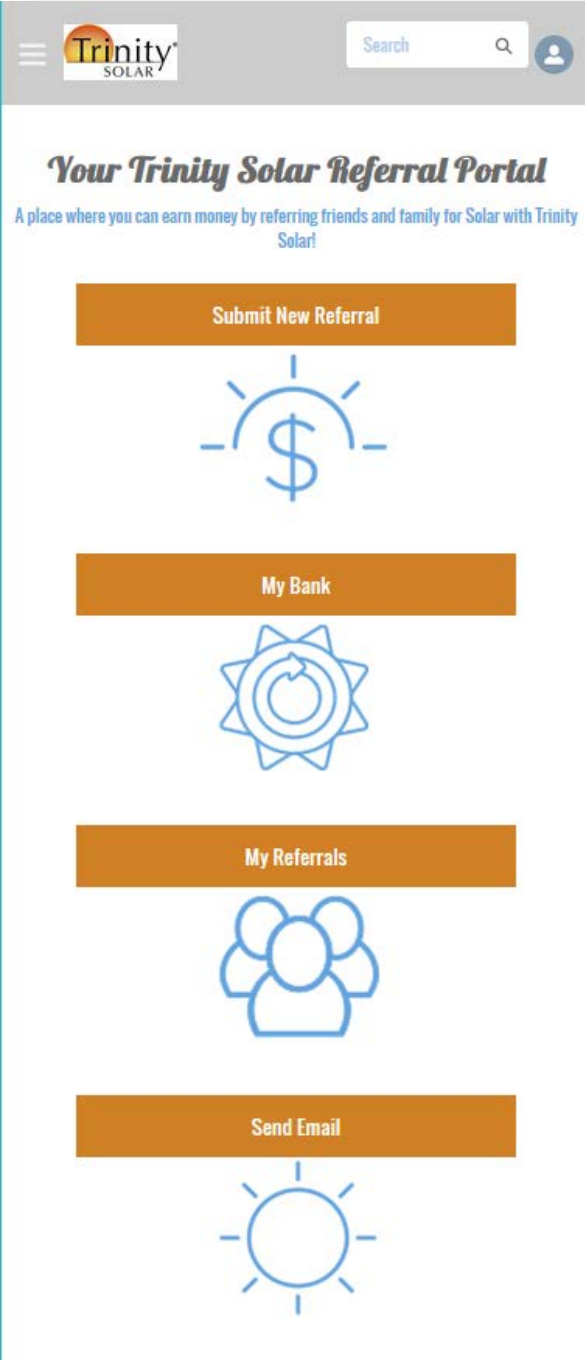 Trinity
SOLAR
Search
Your Trinity Solar Referral Portal
A place where you can earn money by referring friends and family for Solar with Trinity
Solar!
Submit New Referral
$
My Bank
My Referrals
Send Email